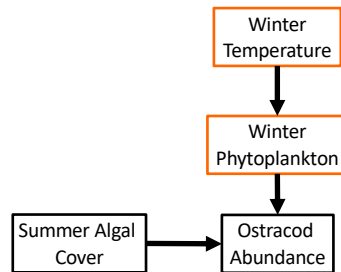 Winter
Temperature
Winter
Phytoplankton
Summer Algal
Cover
Ostracod
Abundance